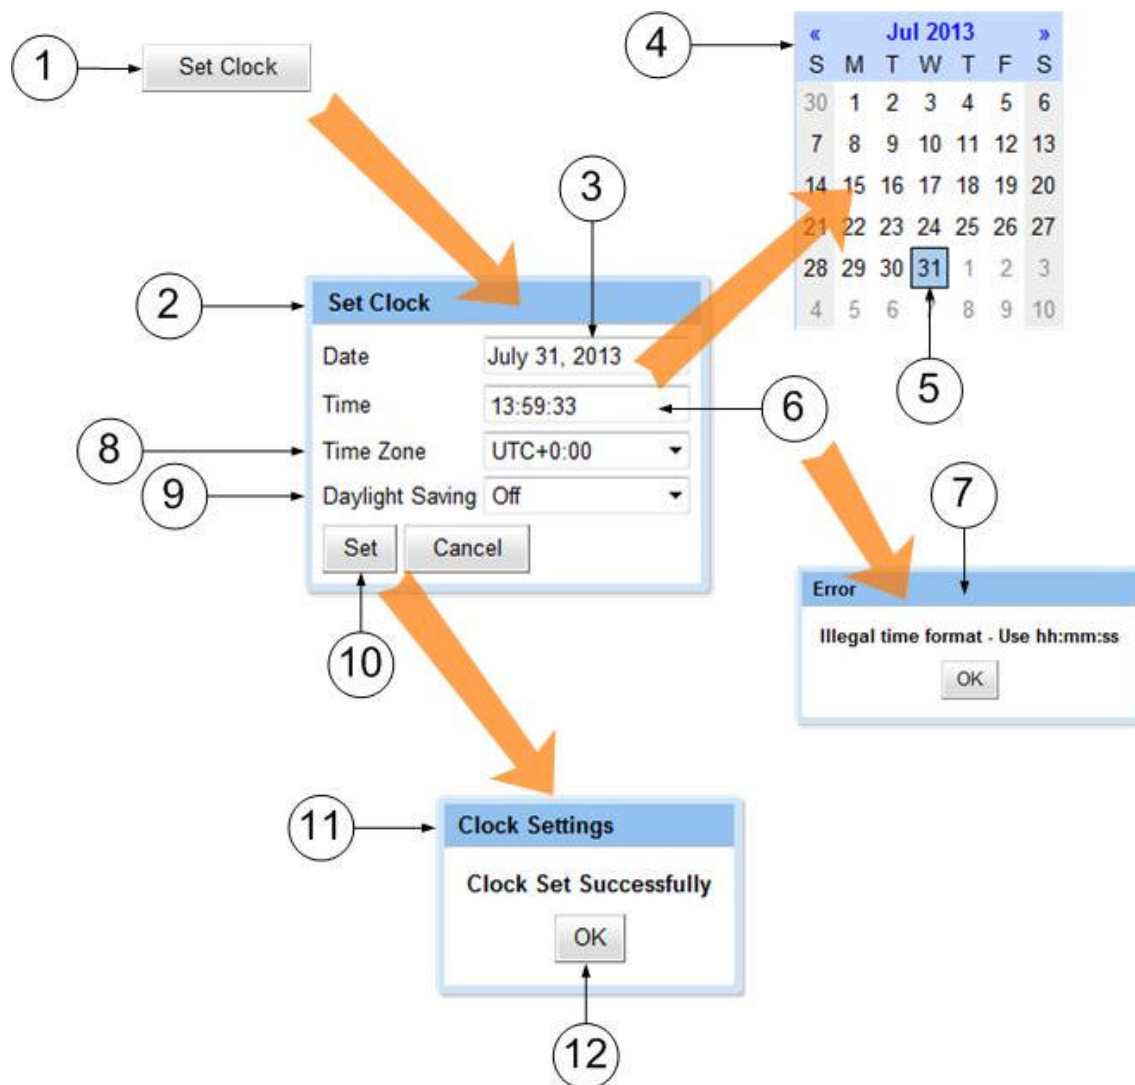 1
Set Clock
4
« Jul 2013 »
S M T W T F S
30 1 2 3 4 5 6
7 8 9 10 11 12 13
14 15 16 17 18 19 20
21 22 23 24 25 26 27
28 29 30 31 1 2 3
4 5 6 7 8 9 10
5
3
2
Set Clock
Date July 31, 2013
Time 13:59:33
6
8
Time Zone UTC+0:00
9
Daylight Saving Off
Set Cancel
10
7
Error
Illegal time format - Use hh:mm:ss
OK
11
Clock Settings
Clock Set Successfully
OK
12